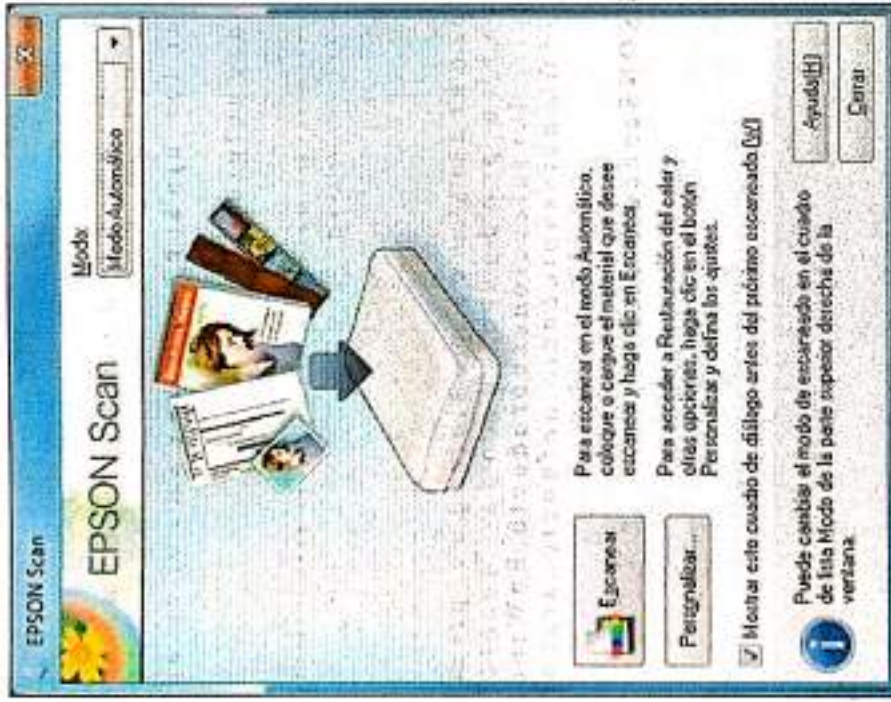 EPSON Scan
EPSON Scan
Modo:
Modo Automático
Escanear
Para escanear en el modo Automático,
coloque o cargue el material que desee
escanear y haga clic en Escanear.
Personalizar...
Para acceder a Restauración del color y
otras opciones, haga clic en el botón
Personalizar y defina los ajustes.
Mostrar este cuadro de diálogo antes del próximo escaneado.(W)
Puede cambiar el modo de escaneado en el cuadro
de lista Modo de la parte superior derecha de la
ventana.
Ayuda(H)
Cerrar